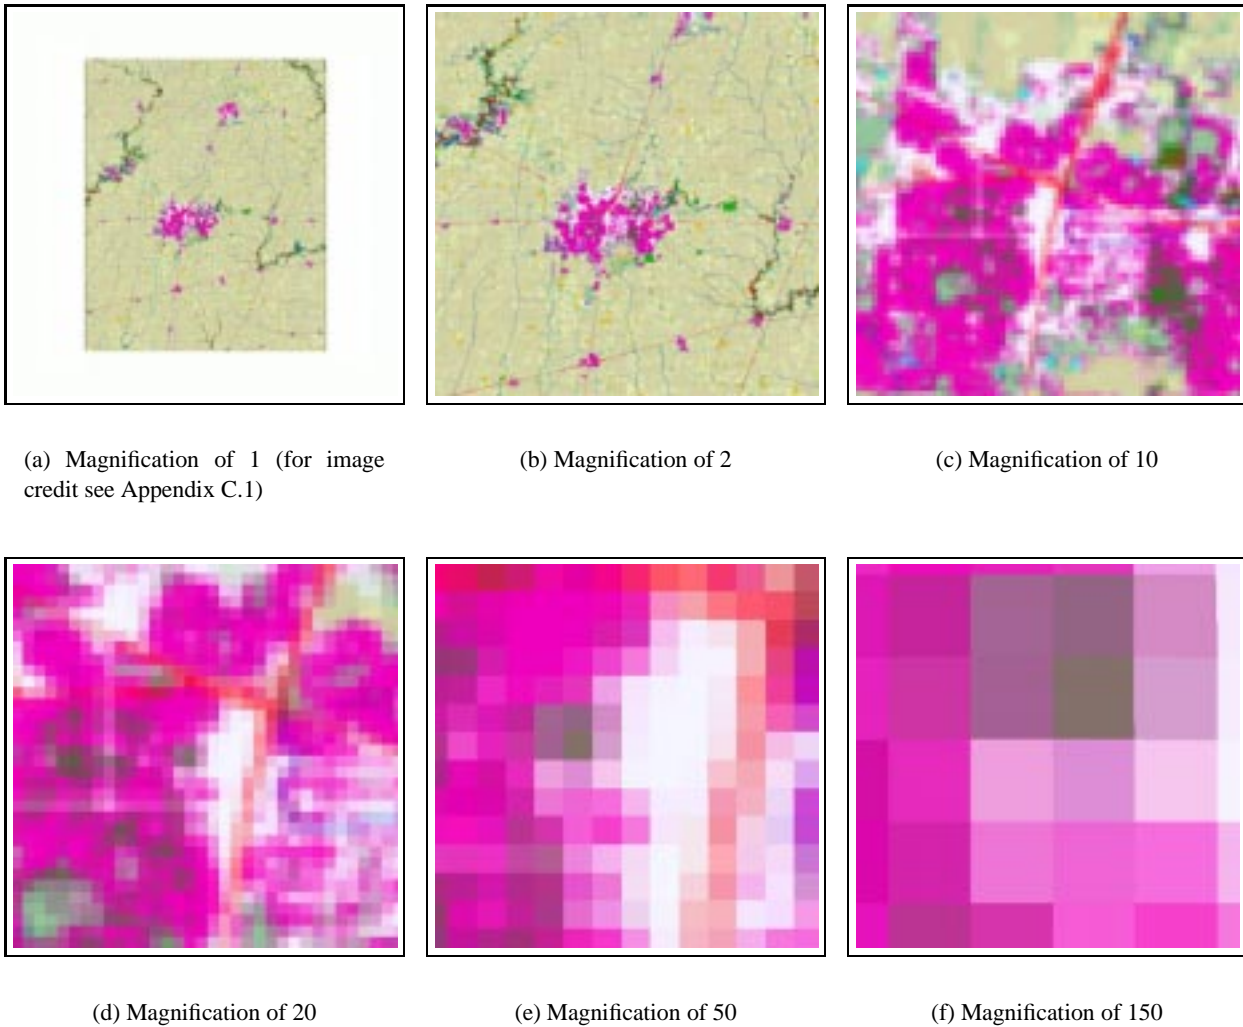 (a) Magnification of 1 (for image
credit see Appendix C.1)
(b) Magnification of 2
(c) Magnification of 10
(d) Magnification of 20
(e) Magnification of 50
(f) Magnification of 150